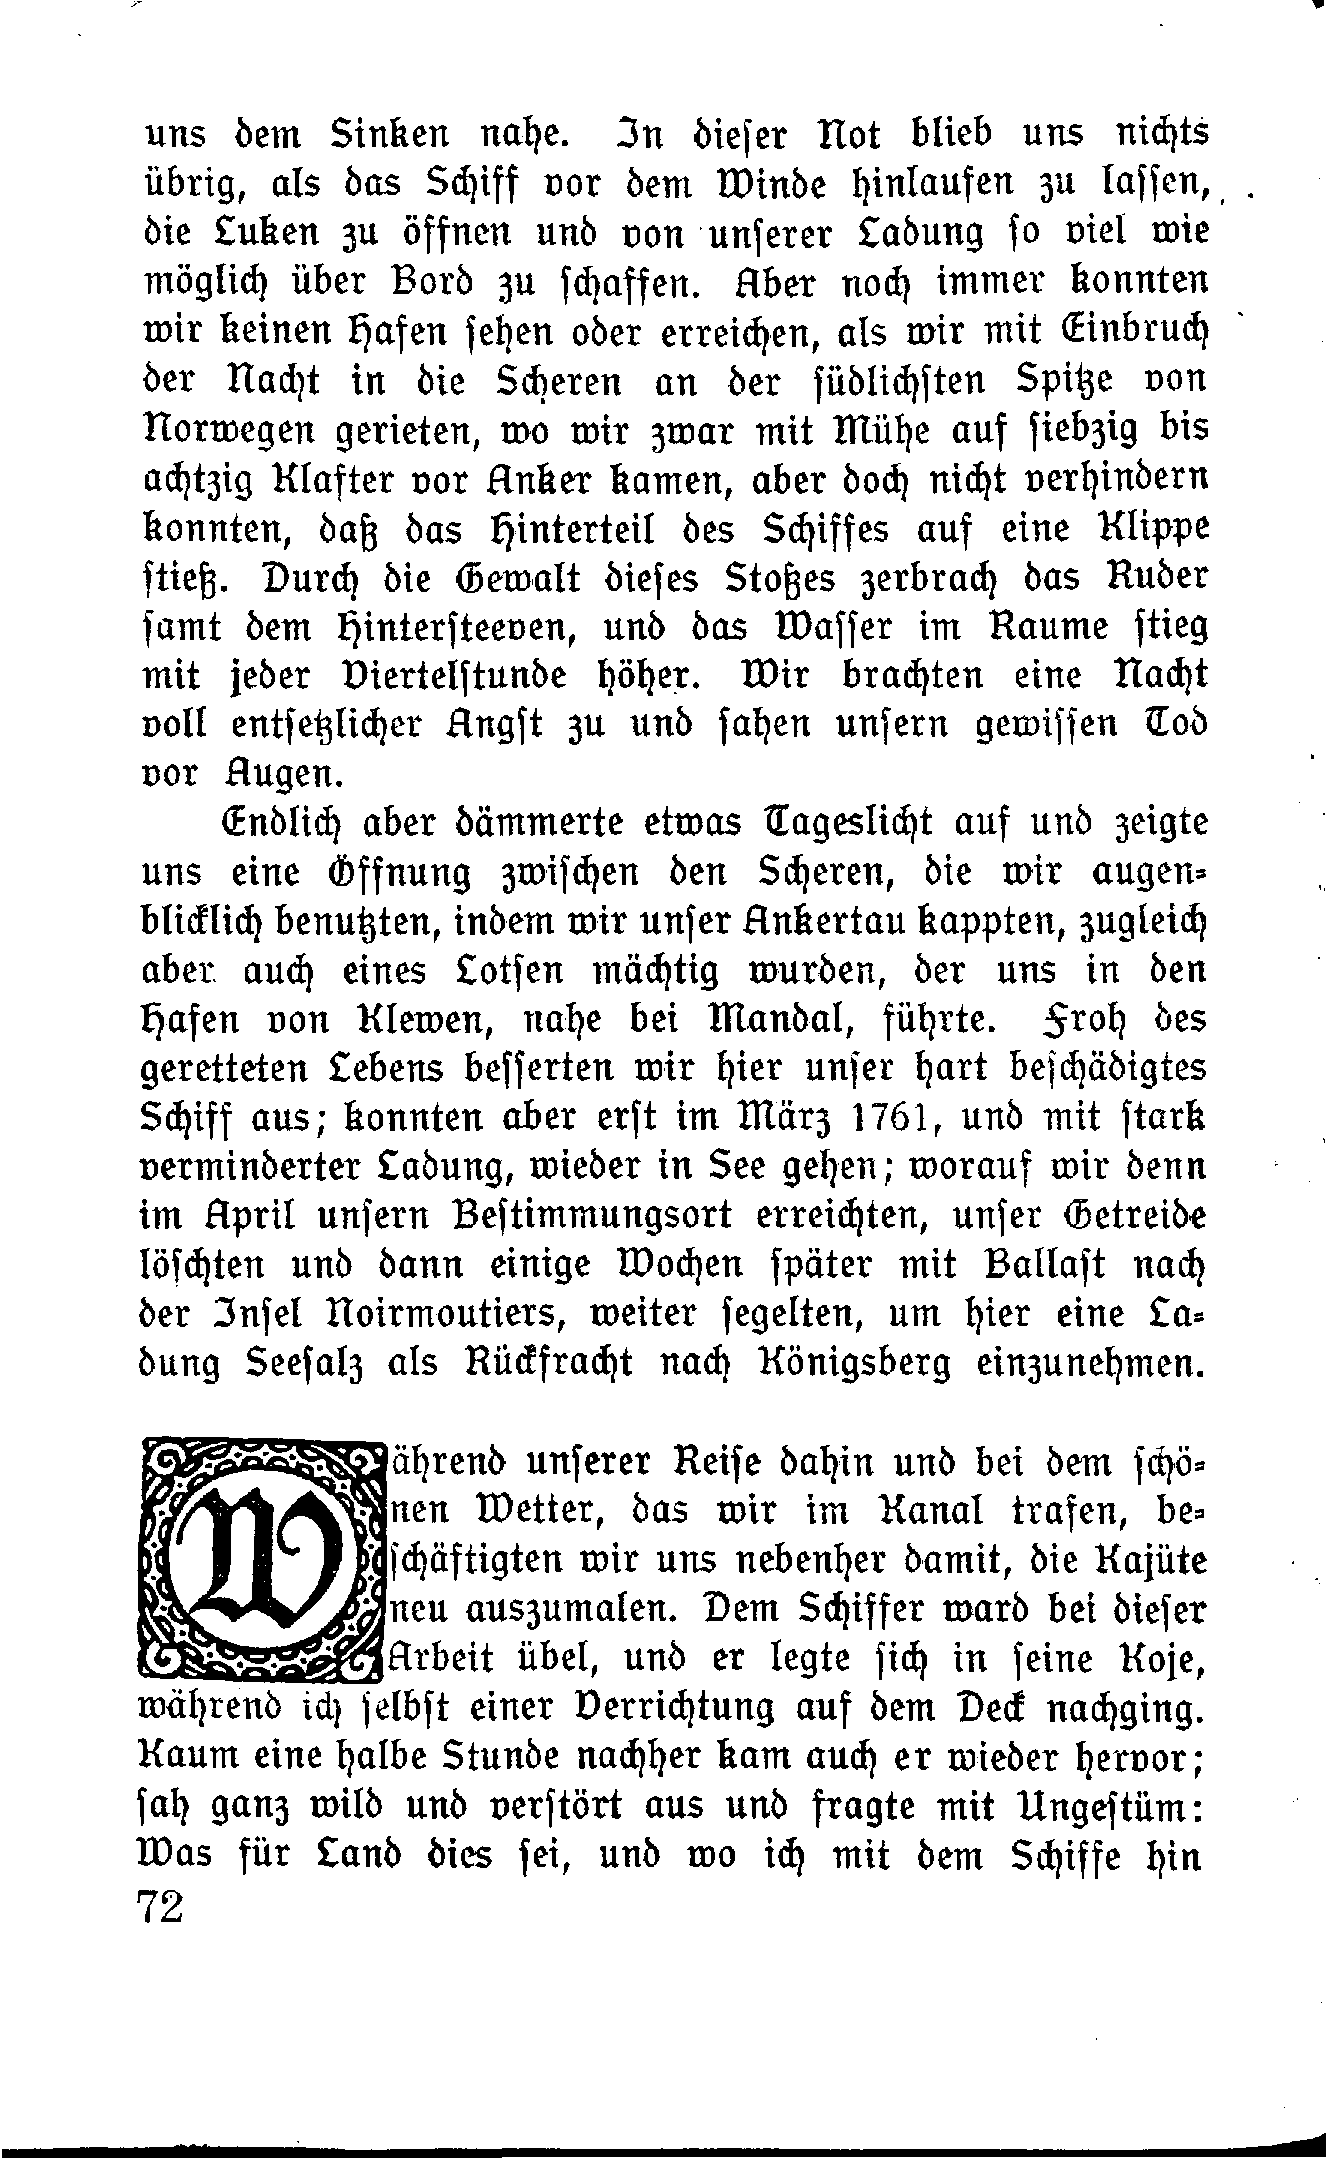 uns dem Sinken nahe. In dieser Not blieb uns nichts
übrig, als das Schiff vor dem Winde hinlaufen zu lassen,
die Luken zu öffnen und von unserer Ladung so viel wie
möglich über Bord zu schaffen. Aber noch immer konnten
wir keinen Hafen sehen oder erreichen, als wir mit Einbruch
der Nacht in die Scheren an der südlichsten Spitze von
Norwegen gerieten, wo wir zwar mit Mühe auf siebzig bis
achtzig Klafter vor Anker kamen, aber doch nicht verhindern
konnten, daß das Hinterteil des Schiffes auf eine Klippe
stieß. Durch die Gewalt dieses Stoßes zerbrach das Ruder
samt dem Hintersteeven, und das Wasser im Raume stieg
mit jeder Viertelstunde höher. Wir brachten eine Nacht
voll entsetzlicher Angst zu und sahen unsern gewissen Tod
vor Augen.
Endlich aber dämmerte etwas Tageslicht auf und zeigte
uns eine Öffnung zwischen den Scheren, die wir augen-
blicklich benutzten, indem wir unser Ankertau kappten, zugleich
aber auch eines Lotsen mächtig wurden, der uns in den
Hafen von Klewen, nahe bei Mandal, führte. Froh des
geretteten Lebens besserten wir hier unser hart beschädigtes
Schiff aus; konnten aber erst im März 1761, und mit stark
verminderter Ladung, wieder in See gehen; worauf wir denn
im April unsern Bestimmungsort erreichten, unser Getreide
löschten und dann einige Wochen später mit Ballast nach
der Insel Noirmoutiers, weiter segelten, um hier eine La-
dung Seesalz als Rückfracht nach Königsberg einzunehmen.
Während unserer Reise dahin und bei dem schö-
nen Wetter, das wir im Kanal trafen, be-
schäftigten wir uns nebenher damit, die Kajüte
neu auszumalen. Dem Schiffer ward bei dieser
Arbeit übel, und er legte sich in seine Koje,
während ich selbst einer Verrichtung auf dem Deck nachging.
Kaum eine halbe Stunde nachher kam auch er wieder hervor;
sah ganz wild und verstört aus und fragte mit Ungestüm:
Was für Land dies sei, und wo ich mit dem Schiffe hin
72